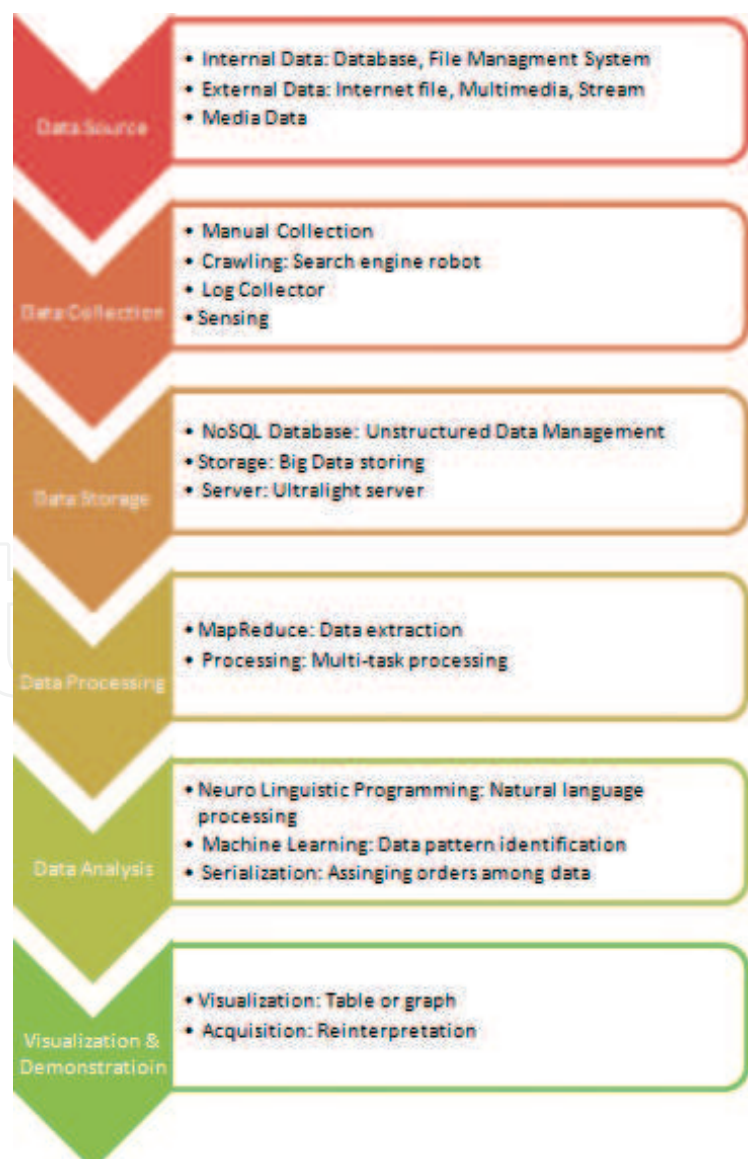 Data Source
• Internal Data: Database, File Managment System
• External Data: Internet file, Multimedia, Stream
• Media Data
Data Collection
• Manual Collection
• Crawling: Search engine robot
• Log Collector
• Sensing
Data Storage
• NoSQL Database: Unstructured Data Management
• Storage: Big Data storing
• Server: Ultralight server
Data Processing
• MapReduce: Data extraction
• Processing: Multi-task processing
Data Analysis
• Neuro Linguistic Programming: Natural language
processing
• Machine Learning: Data pattern identification
• Serialization: Assinging orders among data
Visualization &
Demonstratioin
• Visualization: Table or graph
• Acquisition: Reinterpretation